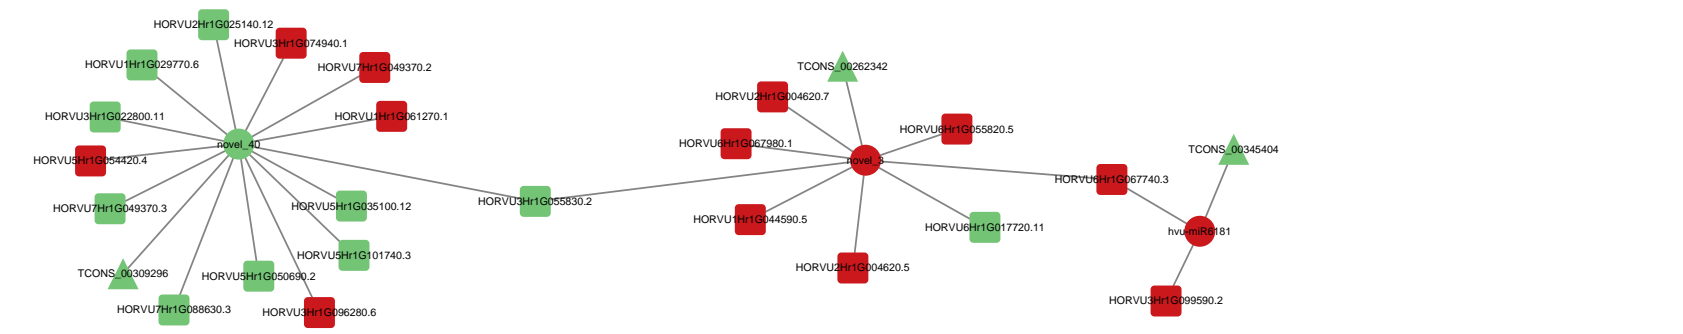 HORVU2Hr1G025140.12
HORVU3Hr1G074940.1
HORVU1Hr1G029770.6
HORVU7Hr1G049370.2
HORVU3Hr1G022800.11
HORVU1Hr1G061270.1
novel_40
HORVU5Hr1G054420.4
HORVU7Hr1G049370.3
HORVU5Hr1G035100.12
HORVU5Hr1G101740.3
TCONS_00309296
HORVU5Hr1G050690.2
HORVU7Hr1G088630.3
HORVU3Hr1G096280.6
HORVU3Hr1G055830.2
TCONS_00262342
HORVU2Hr1G004620.7
HORVU6Hr1G055820.5
HORVU6Hr1G067980.1
novel_3
HORVU1Hr1G044590.5
HORVU6Hr1G017720.11
HORVU2Hr1G004620.5
TCONS_00345404
HORVU6Hr1G067740.3
hvu-miR6181
HORVU3Hr1G099590.2